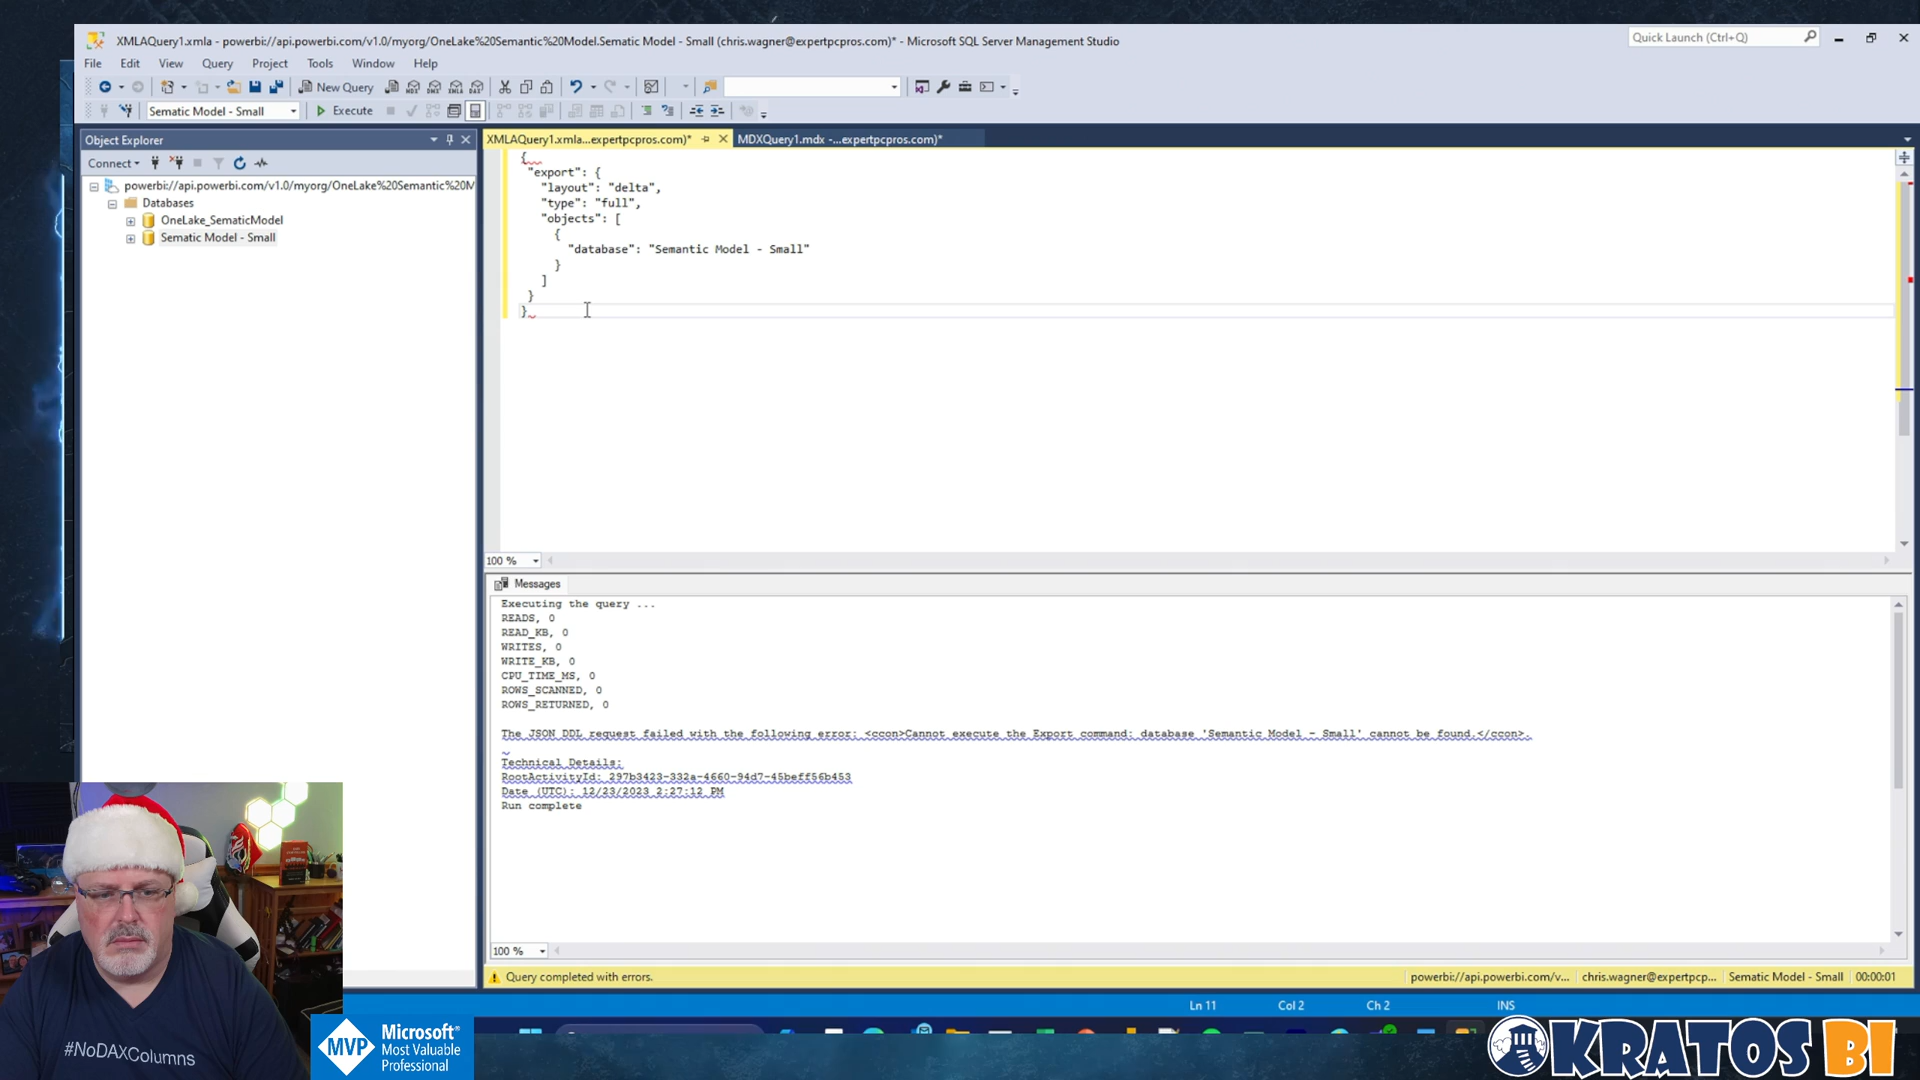 XMLAQuery1.xmla - powerbi://api.powerbi.com/v1.0/myorg/OneLake%20Semantic%20Model.Sematic Model - Small (chris.wagner@expertpcpros.com)* - Microsoft SQL Server Management Studio
Quick Launch (Ctrl+Q)
File Edit View Query Project Tools Window Help
New Query
Sematic Model - Small
Execute
Object Explorer
XMLAQuery1.xmla...expertpcpros.com)*
MDXQuery1.mdx -...expertpcpros.com)*
Connect
powerbi://api.powerbi.com/v1.0/myorg/OneLake%20Semantic%20M
Databases
OneLake_SematicModel
Sematic Model - Small
{
"export": {
"layout": "delta",
"type": "full",
"objects": [
{
"database": "Semantic Model - Small"
}
]
}
}
100 %
Messages
Executing the query ...
READS, 0
READ_KB, 0
WRITES, 0
WRITE_KB, 0
CPU_TIME_MS, 0
ROWS_SCANNED, 0
ROWS_RETURNED, 0
The JSON DDL request failed with the following error: <ccon>Cannot execute the Export command: database 'Semantic Model - Small' cannot be found.</ccon>.
Technical Details:
RootActivityId: 297b3423-332a-4660-94d7-45beff56b453
Date (UTC): 12/23/2023 2:27:12 PM
Run complete
100 %
Query completed with errors.
powerbi://api.powerbi.com/v...
chris.wagner@expertpcp...
Sematic Model - Small
00:00:01
Ln 11
Col 2
Ch 2
INS
#NoDAXColumns
MVP
Microsoft®
Most Valuable
Professional
KRATOS BI